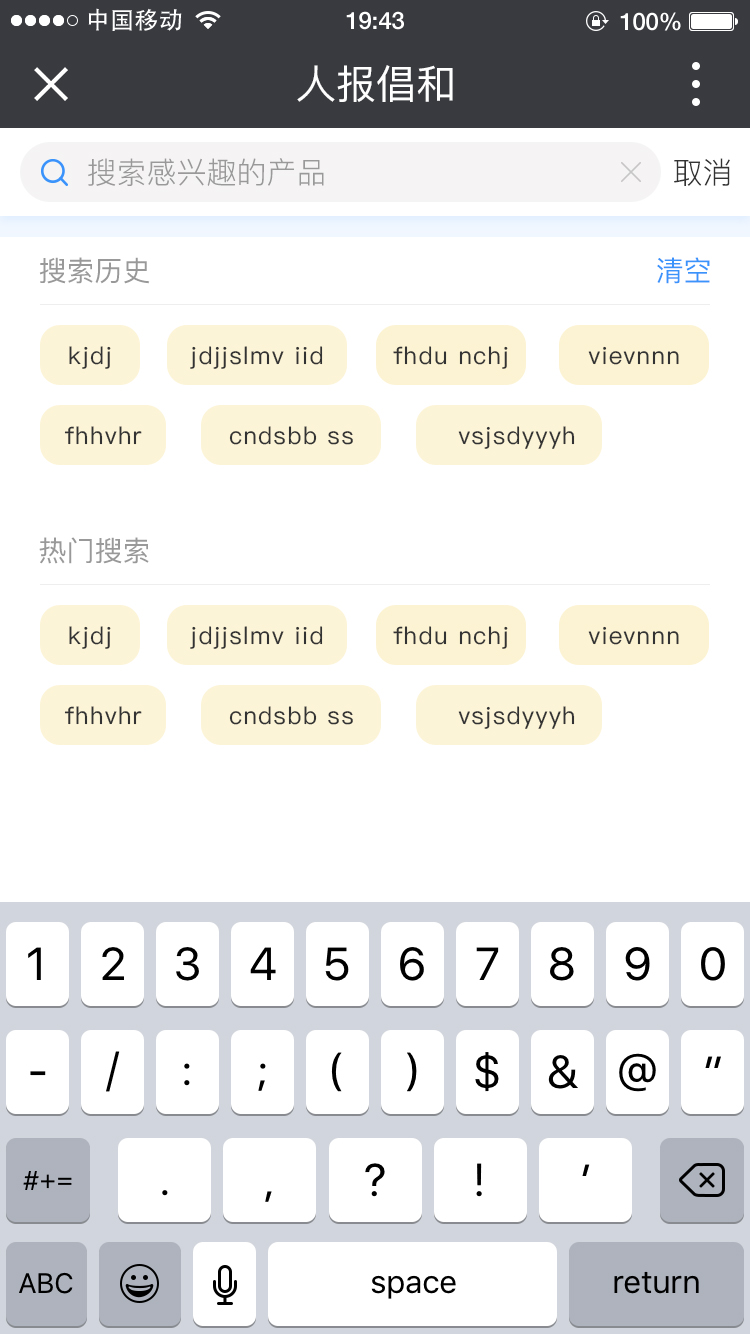 中国移动 19:43 100%
人报倡和
搜索感兴趣的产品 取消
搜索历史 清空
kjdj jdjjslmv iid fhdu nchj vievnnn
fhhvhr cndsbb ss vsjsdyyyh
热门搜索
kjdj jdjjslmv iid fhdu nchj vievnnn
fhhvhr cndsbb ss vsjsdyyyh
1 2 3 4 5 6 7 8 9 0
- / : ; ( ) $ & @ "
#+= . , ? ! '
ABC space return